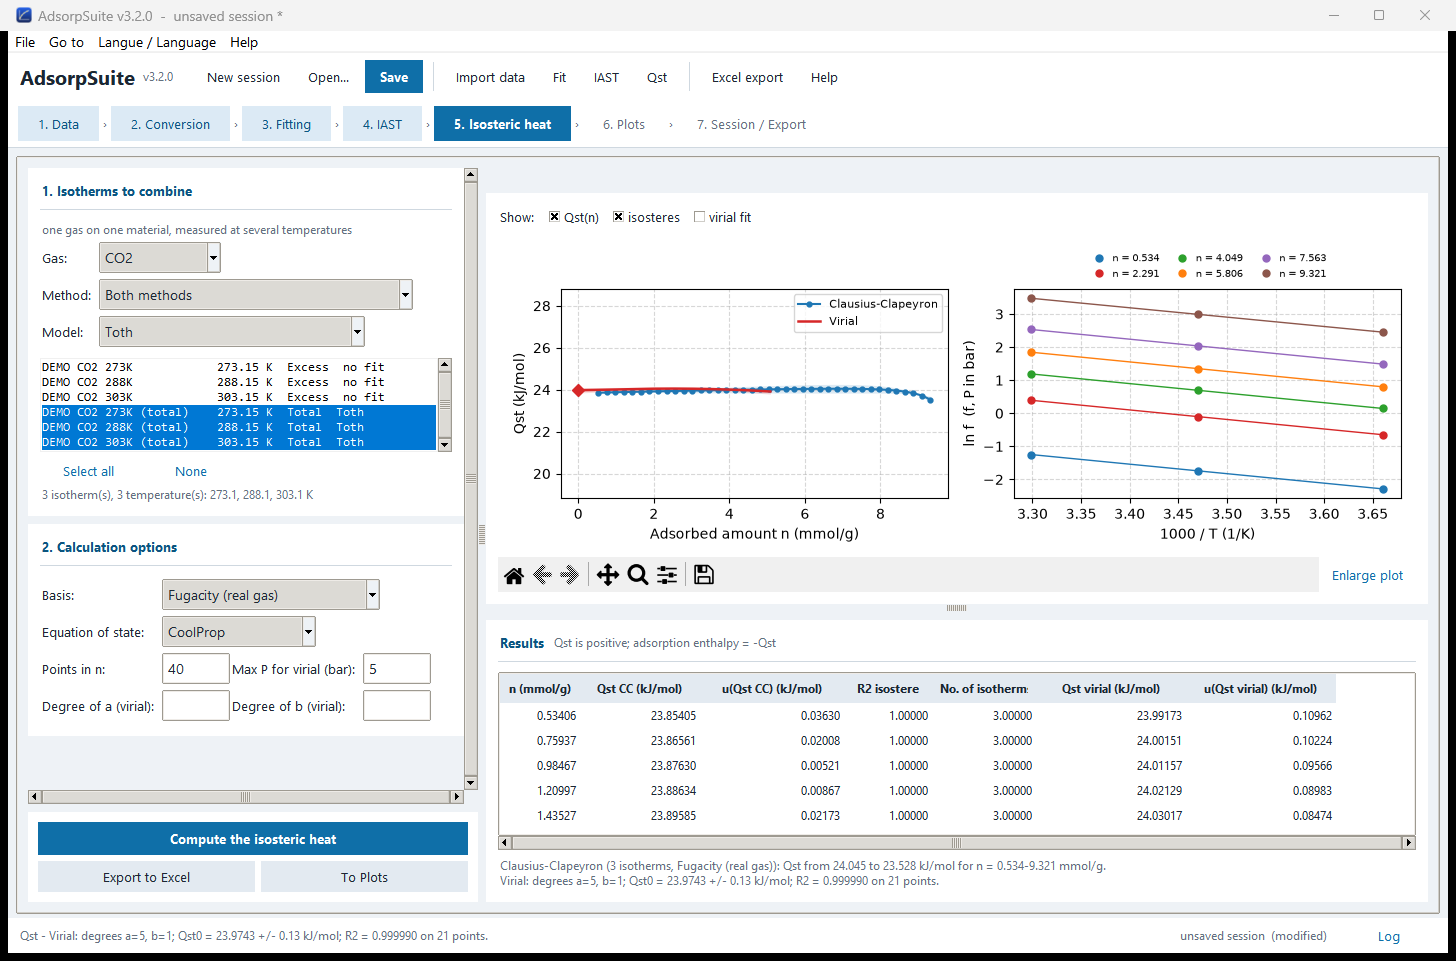 AdsorpSuite v3.2.0 - unsaved session *
File Go to Langue / Language Help
AdsorpSuite v3.2.0 New session Open... Save Import data Fit IAST Qst Excel export Help
1. Data › 2. Conversion › 3. Fitting › 4. IAST › 5. Isosteric heat › 6. Plots › 7. Session / Export
1. Isotherms to combine
one gas on one material, measured at several temperatures
Gas: CO2
Method: Both methods
Model: Toth
DEMO CO2 273K 273.15 K Excess no fit
DEMO CO2 288K 288.15 K Excess no fit
DEMO CO2 303K 303.15 K Excess no fit
DEMO CO2 273K (total) 273.15 K Total Toth
DEMO CO2 288K (total) 288.15 K Total Toth
DEMO CO2 303K (total) 303.15 K Total Toth
Select all None
3 isotherm(s), 3 temperature(s): 273.1, 288.1, 303.1 K
2. Calculation options
Basis: Fugacity (real gas)
Equation of state: CoolProp
Points in n: 40 Max P for virial (bar): 5
Degree of a (virial): Degree of b (virial):
Compute the isosteric heat
Export to Excel To Plots
Show: Qst(n) isosteres virial fit
28
26
24
22
20
Qst (kJ/mol)
Clausius-Clapeyron
Virial
0 2 4 6 8
Adsorbed amount n (mmol/g)
n = 0.534 n = 4.049 n = 7.563
n = 2.291 n = 5.806 n = 9.321
3
2
1
0
−1
−2
ln f (f, P in bar)
3.30 3.35 3.40 3.45 3.50 3.55 3.60 3.65
1000 / T (1/K)
Enlarge plot
Results Qst is positive; adsorption enthalpy = -Qst
n (mmol/g) Qst CC (kJ/mol) u(Qst CC) (kJ/mol) R2 isostere No. of isotherm Qst virial (kJ/mol) u(Qst virial) (kJ/mol)
0.53406 23.85405 0.03630 1.00000 3.00000 23.99173 0.10962
0.75937 23.86561 0.02008 1.00000 3.00000 24.00151 0.10224
0.98467 23.87630 0.00521 1.00000 3.00000 24.01157 0.09566
1.20997 23.88634 0.00867 1.00000 3.00000 24.02129 0.08983
1.43527 23.89585 0.02173 1.00000 3.00000 24.03017 0.08474
Clausius-Clapeyron (3 isotherms, Fugacity (real gas)): Qst from 24.045 to 23.528 kJ/mol for n = 0.534-9.321 mmol/g.
Virial: degrees a=5, b=1; Qst0 = 23.9743 +/- 0.13 kJ/mol; R2 = 0.999990 on 21 points.
Qst - Virial: degrees a=5, b=1; Qst0 = 23.9743 +/- 0.13 kJ/mol; R2 = 0.999990 on 21 points.
unsaved session (modified) Log